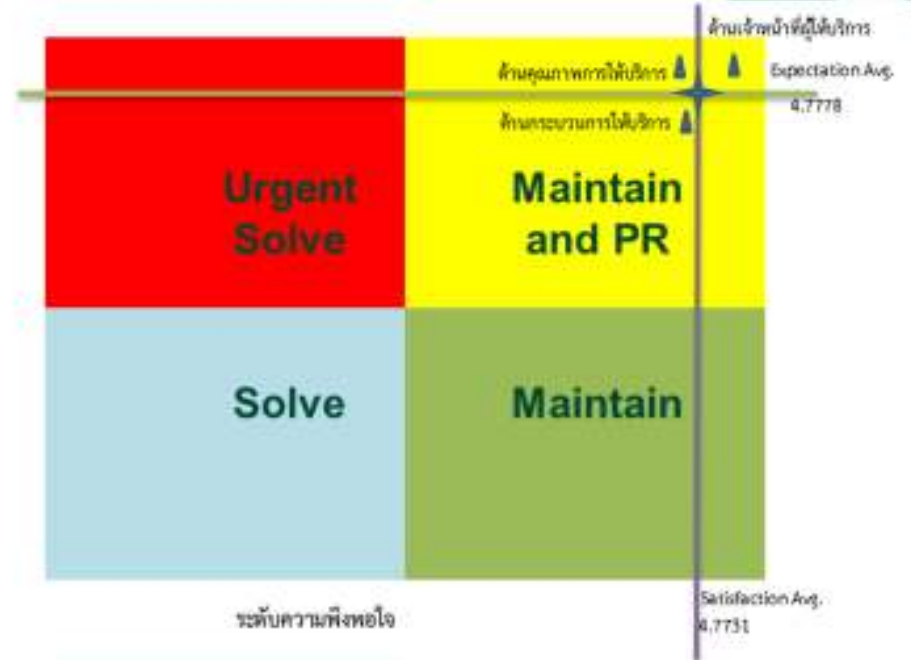 ด้านเจ้าหน้าที่ผู้ให้บริการ
ด้านคุณภาพการให้บริการ
Expectation Avg.
4.7778
ด้านกระบวนการให้บริการ
Urgent
Solve
Maintain
and PR
Solve
Maintain
Satisfaction Avg.
4.7731
ระดับความพึงพอใจ